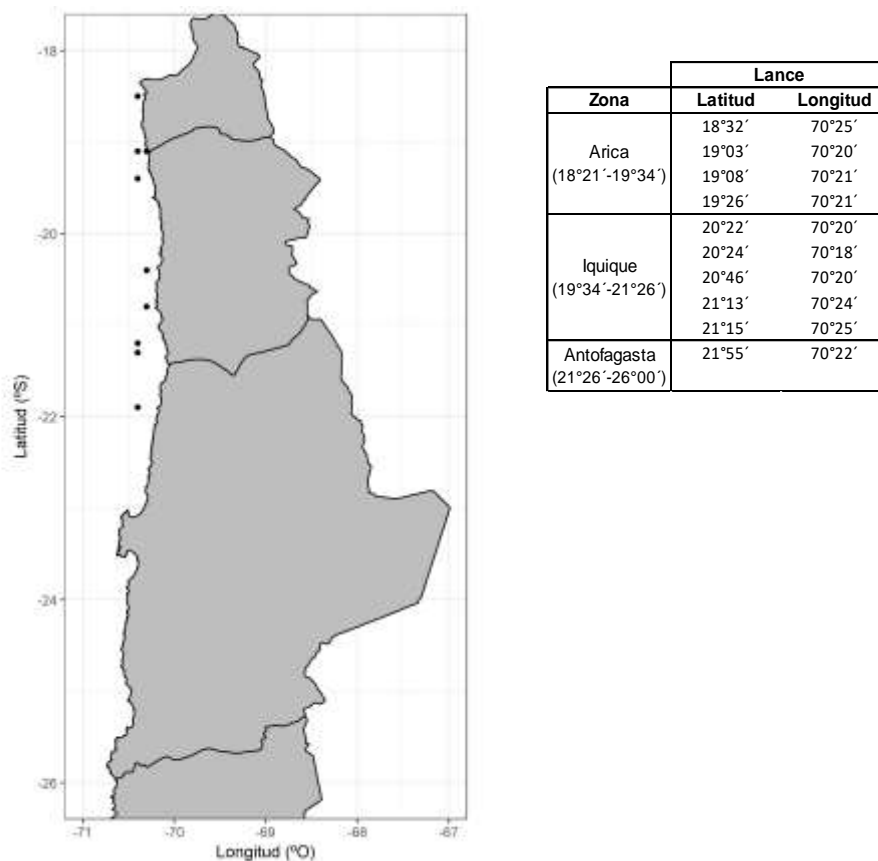 -18
-20
-22
-24
-26
Latitud (ºS)
-71 -70 -69 -68 -67
Longitud (ºO)
Lance
Zona Latitud Longitud
Arica
(18°21´-19°34´)
18°32´ 70°25´
19°03´ 70°20´
19°08´ 70°21´
19°26´ 70°21´
Iquique
(19°34´-21°26´)
20°22´ 70°20´
20°24´ 70°18´
20°46´ 70°20´
21°13´ 70°24´
21°15´ 70°25´
Antofagasta
(21°26´-26°00´)
21°55´ 70°22´